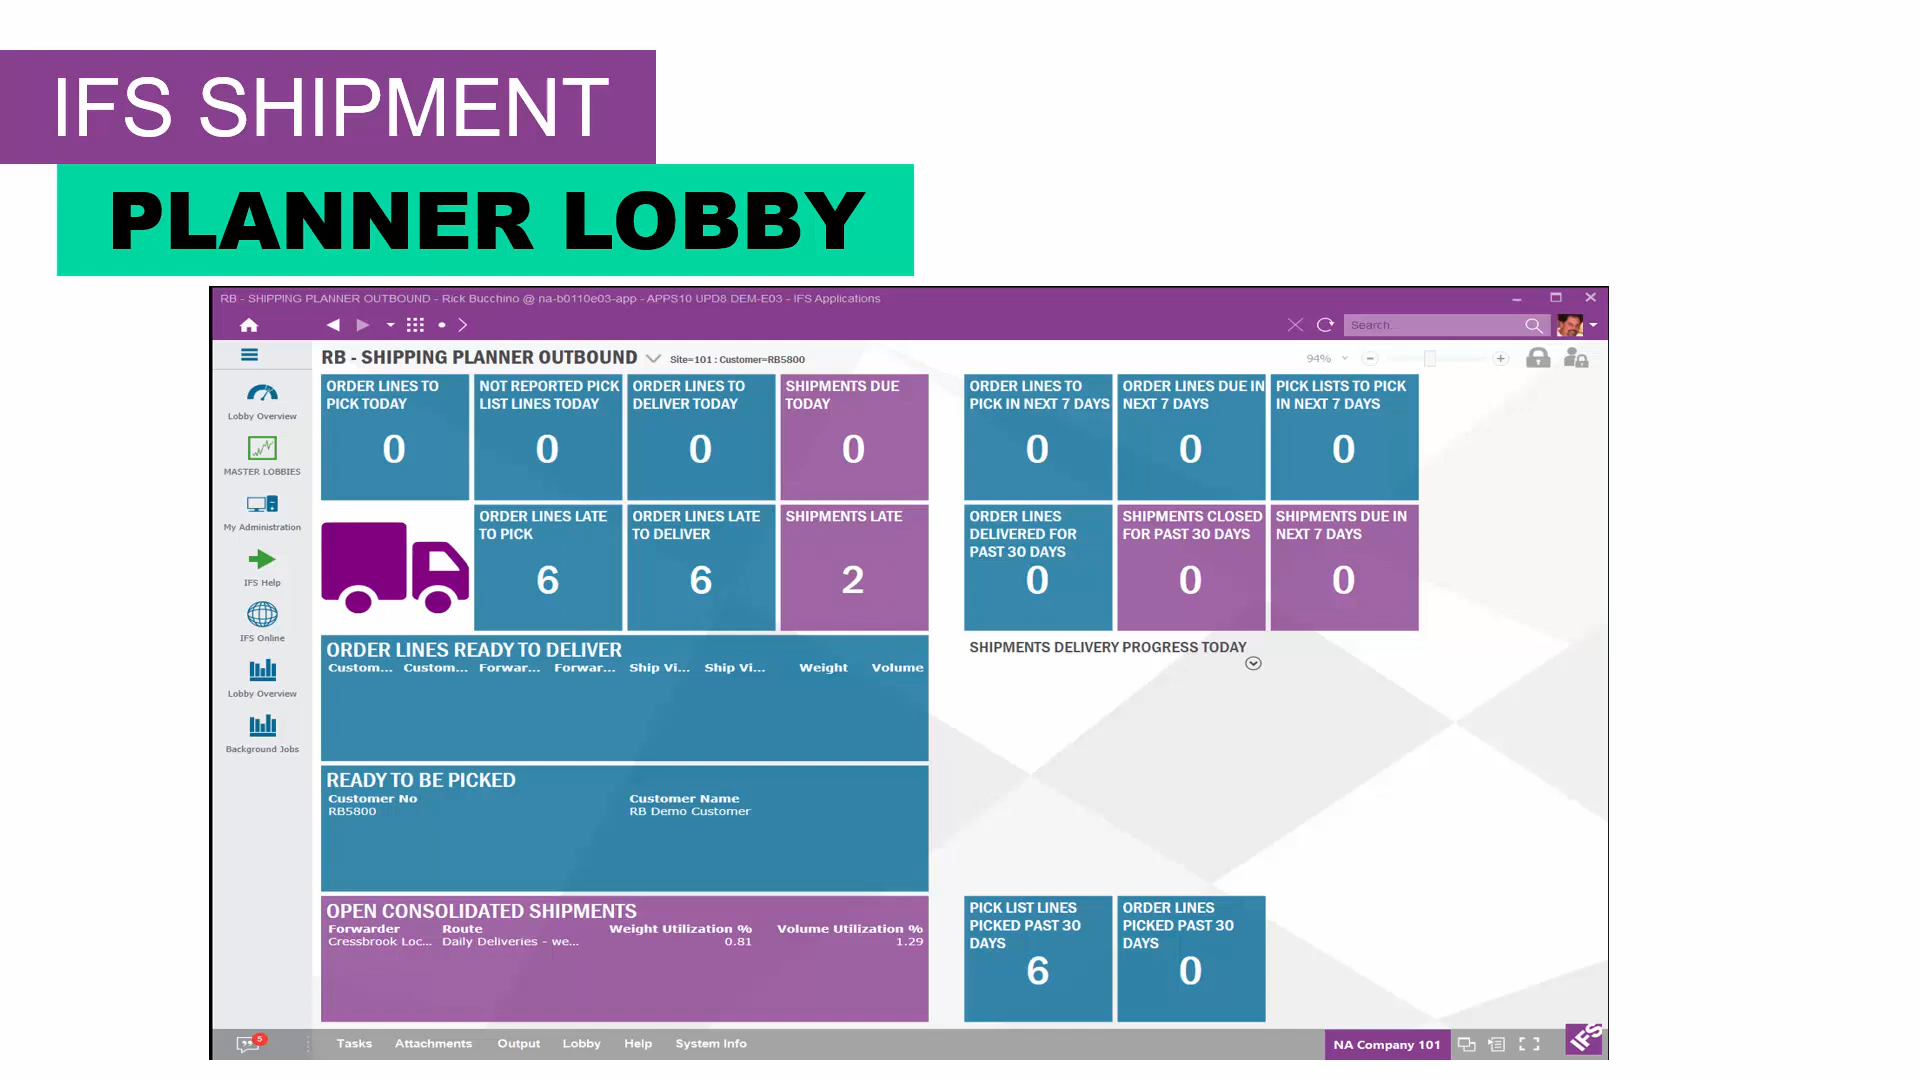 IFS SHIPMENT
PLANNER LOBBY
RB - SHIPPING PLANNER OUTBOUND - Rick Bucchino @ na-b0110e03-app - APPS10 UPD8 DEM-E03 - IFS Applications
Search...
RB - SHIPPING PLANNER OUTBOUND Site=101 : Customer=RB5800
94%
Lobby Overview
MASTER LOBBIES
My Administration
IFS Help
IFS Online
Lobby Overview
Background Jobs
ORDER LINES TO
PICK TODAY
0
NOT REPORTED PICK
LIST LINES TODAY
0
ORDER LINES TO
DELIVER TODAY
0
SHIPMENTS DUE
TODAY
0
ORDER LINES LATE
TO PICK
6
ORDER LINES LATE
TO DELIVER
6
SHIPMENTS LATE
2
ORDER LINES TO
PICK IN NEXT 7 DAYS
0
ORDER LINES DUE IN
NEXT 7 DAYS
0
PICK LISTS TO PICK
IN NEXT 7 DAYS
0
ORDER LINES
DELIVERED FOR
PAST 30 DAYS
0
SHIPMENTS CLOSED
FOR PAST 30 DAYS
0
SHIPMENTS DUE IN
NEXT 7 DAYS
0
ORDER LINES READY TO DELIVER
Custom... Custom... Forwar... Forwar... Ship Vi... Ship Vi... Weight Volume
SHIPMENTS DELIVERY PROGRESS TODAY
READY TO BE PICKED
Customer No Customer Name
RB5800 RB Demo Customer
OPEN CONSOLIDATED SHIPMENTS
Forwarder Route Weight Utilization % Volume Utilization %
Cressbrook Loc... Daily Deliveries - we... 0.81 1.29
PICK LIST LINES
PICKED PAST 30
DAYS
6
ORDER LINES
PICKED PAST 30
DAYS
0
5
Tasks Attachments Output Lobby Help System Info
NA Company 101
IFS